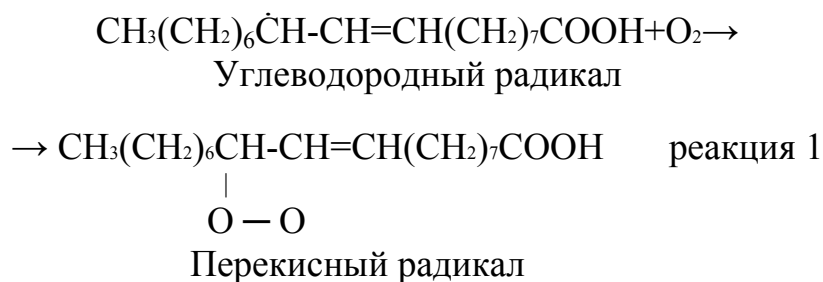 CH₃(CH₂)₆ĊH-CH=CH(CH₂)₇COOH+O₂→
Углеводородный радикал
→ CH₃(CH₂)₆CH-CH=CH(CH₂)₇COOH реакция 1
|
O — O
Перекисный радикал